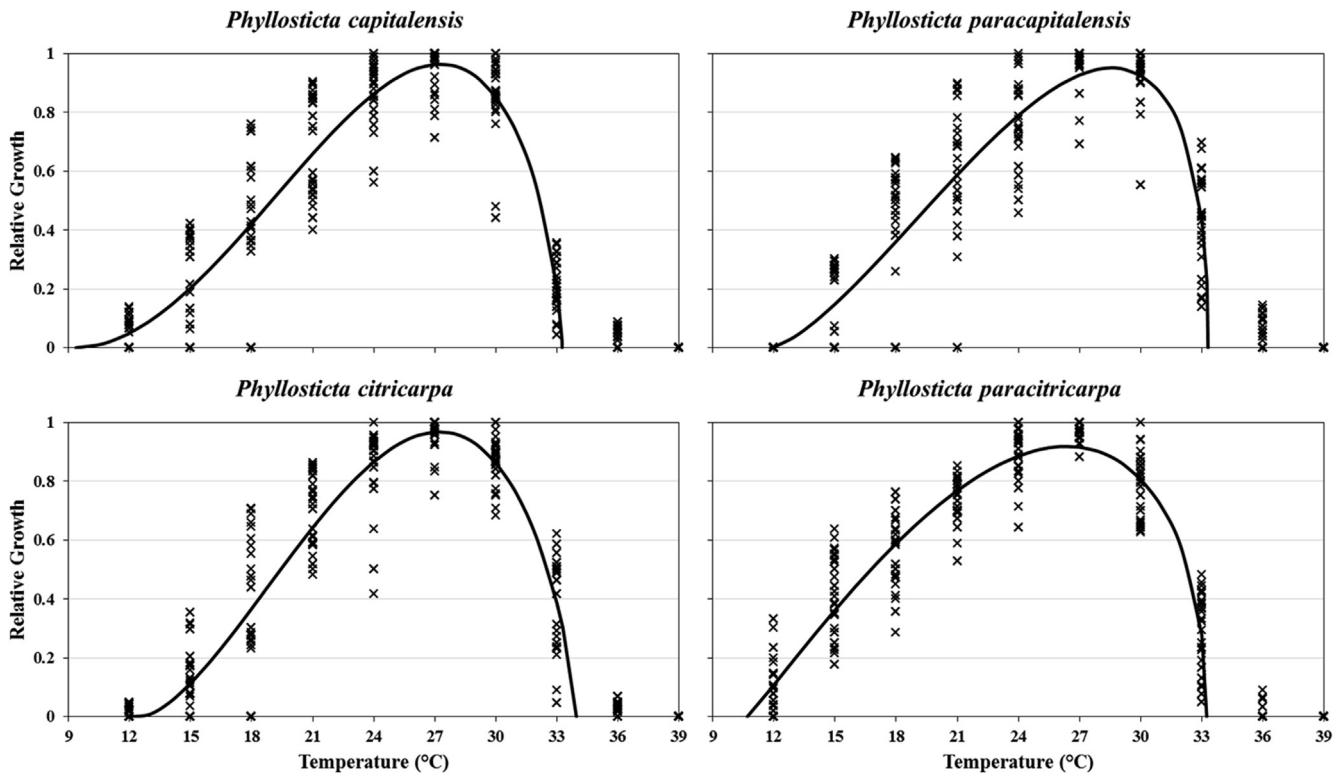 Phyllosticta capitalensis
Phyllosticta paracapitalensis
Relative Growth
1
0.8
0.6
0.4
0.2
0
Phyllosticta citricarpa
Phyllosticta paracitricarpa
Relative Growth
1
0.8
0.6
0.4
0.2
0
9 12 15 18 21 24 27 30 33 36 39
9 12 15 18 21 24 27 30 33 36 39
Temperature (°C)
Temperature (°C)